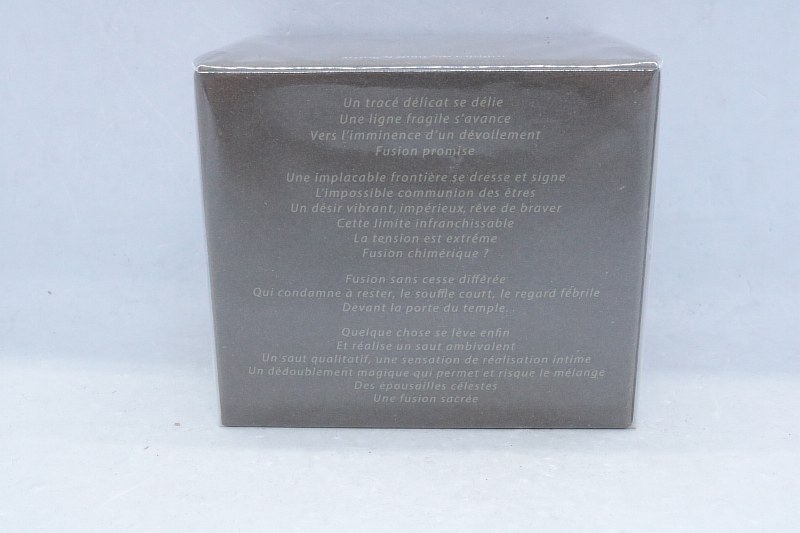 Un tracé délicat se délie
Une ligne fragile s'avance
Vers l'imminence d'un dévoilement
Fusion promise
Une implacable frontière se dresse et signe
L'impossible communion des êtres
Un désir vibrant, impérieux, rêve de braver
Cette limite infranchissable
La tension est extrême
Fusion chimérique ?
Fusion sans cesse différée
Qui condamne à rester, le souffle court, le regard fébrile
Devant la porte du temple.
Quelque chose se lève enfin
Et réalise un saut ambivalent
Un saut qualitatif, une sensation de réalisation intime
Un dédoublement magique qui permet et risque le mélange
Des épousailles célestes
Une fusion sacrée